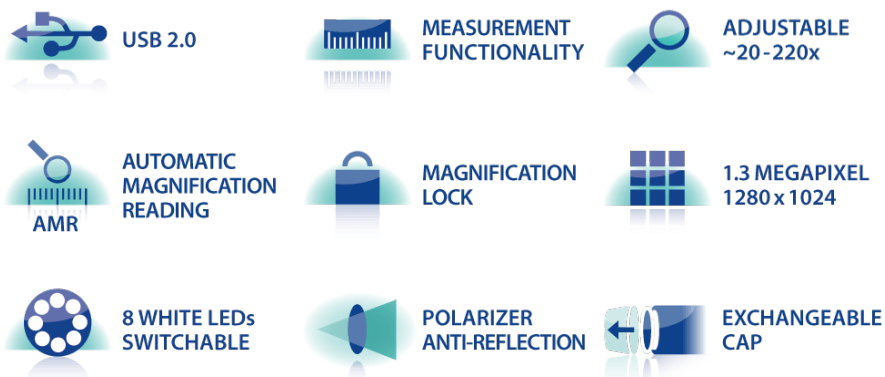 USB 2.0
MEASUREMENT
FUNCTIONALITY
ADJUSTABLE
~20-220x
AUTOMATIC
MAGNIFICATION
READING
AMR
MAGNIFICATION
LOCK
1.3 MEGAPIXEL
1280 x 1024
8 WHITE LEDs
SWITCHABLE
POLARIZER
ANTI-REFLECTION
EXCHANGEABLE
CAP